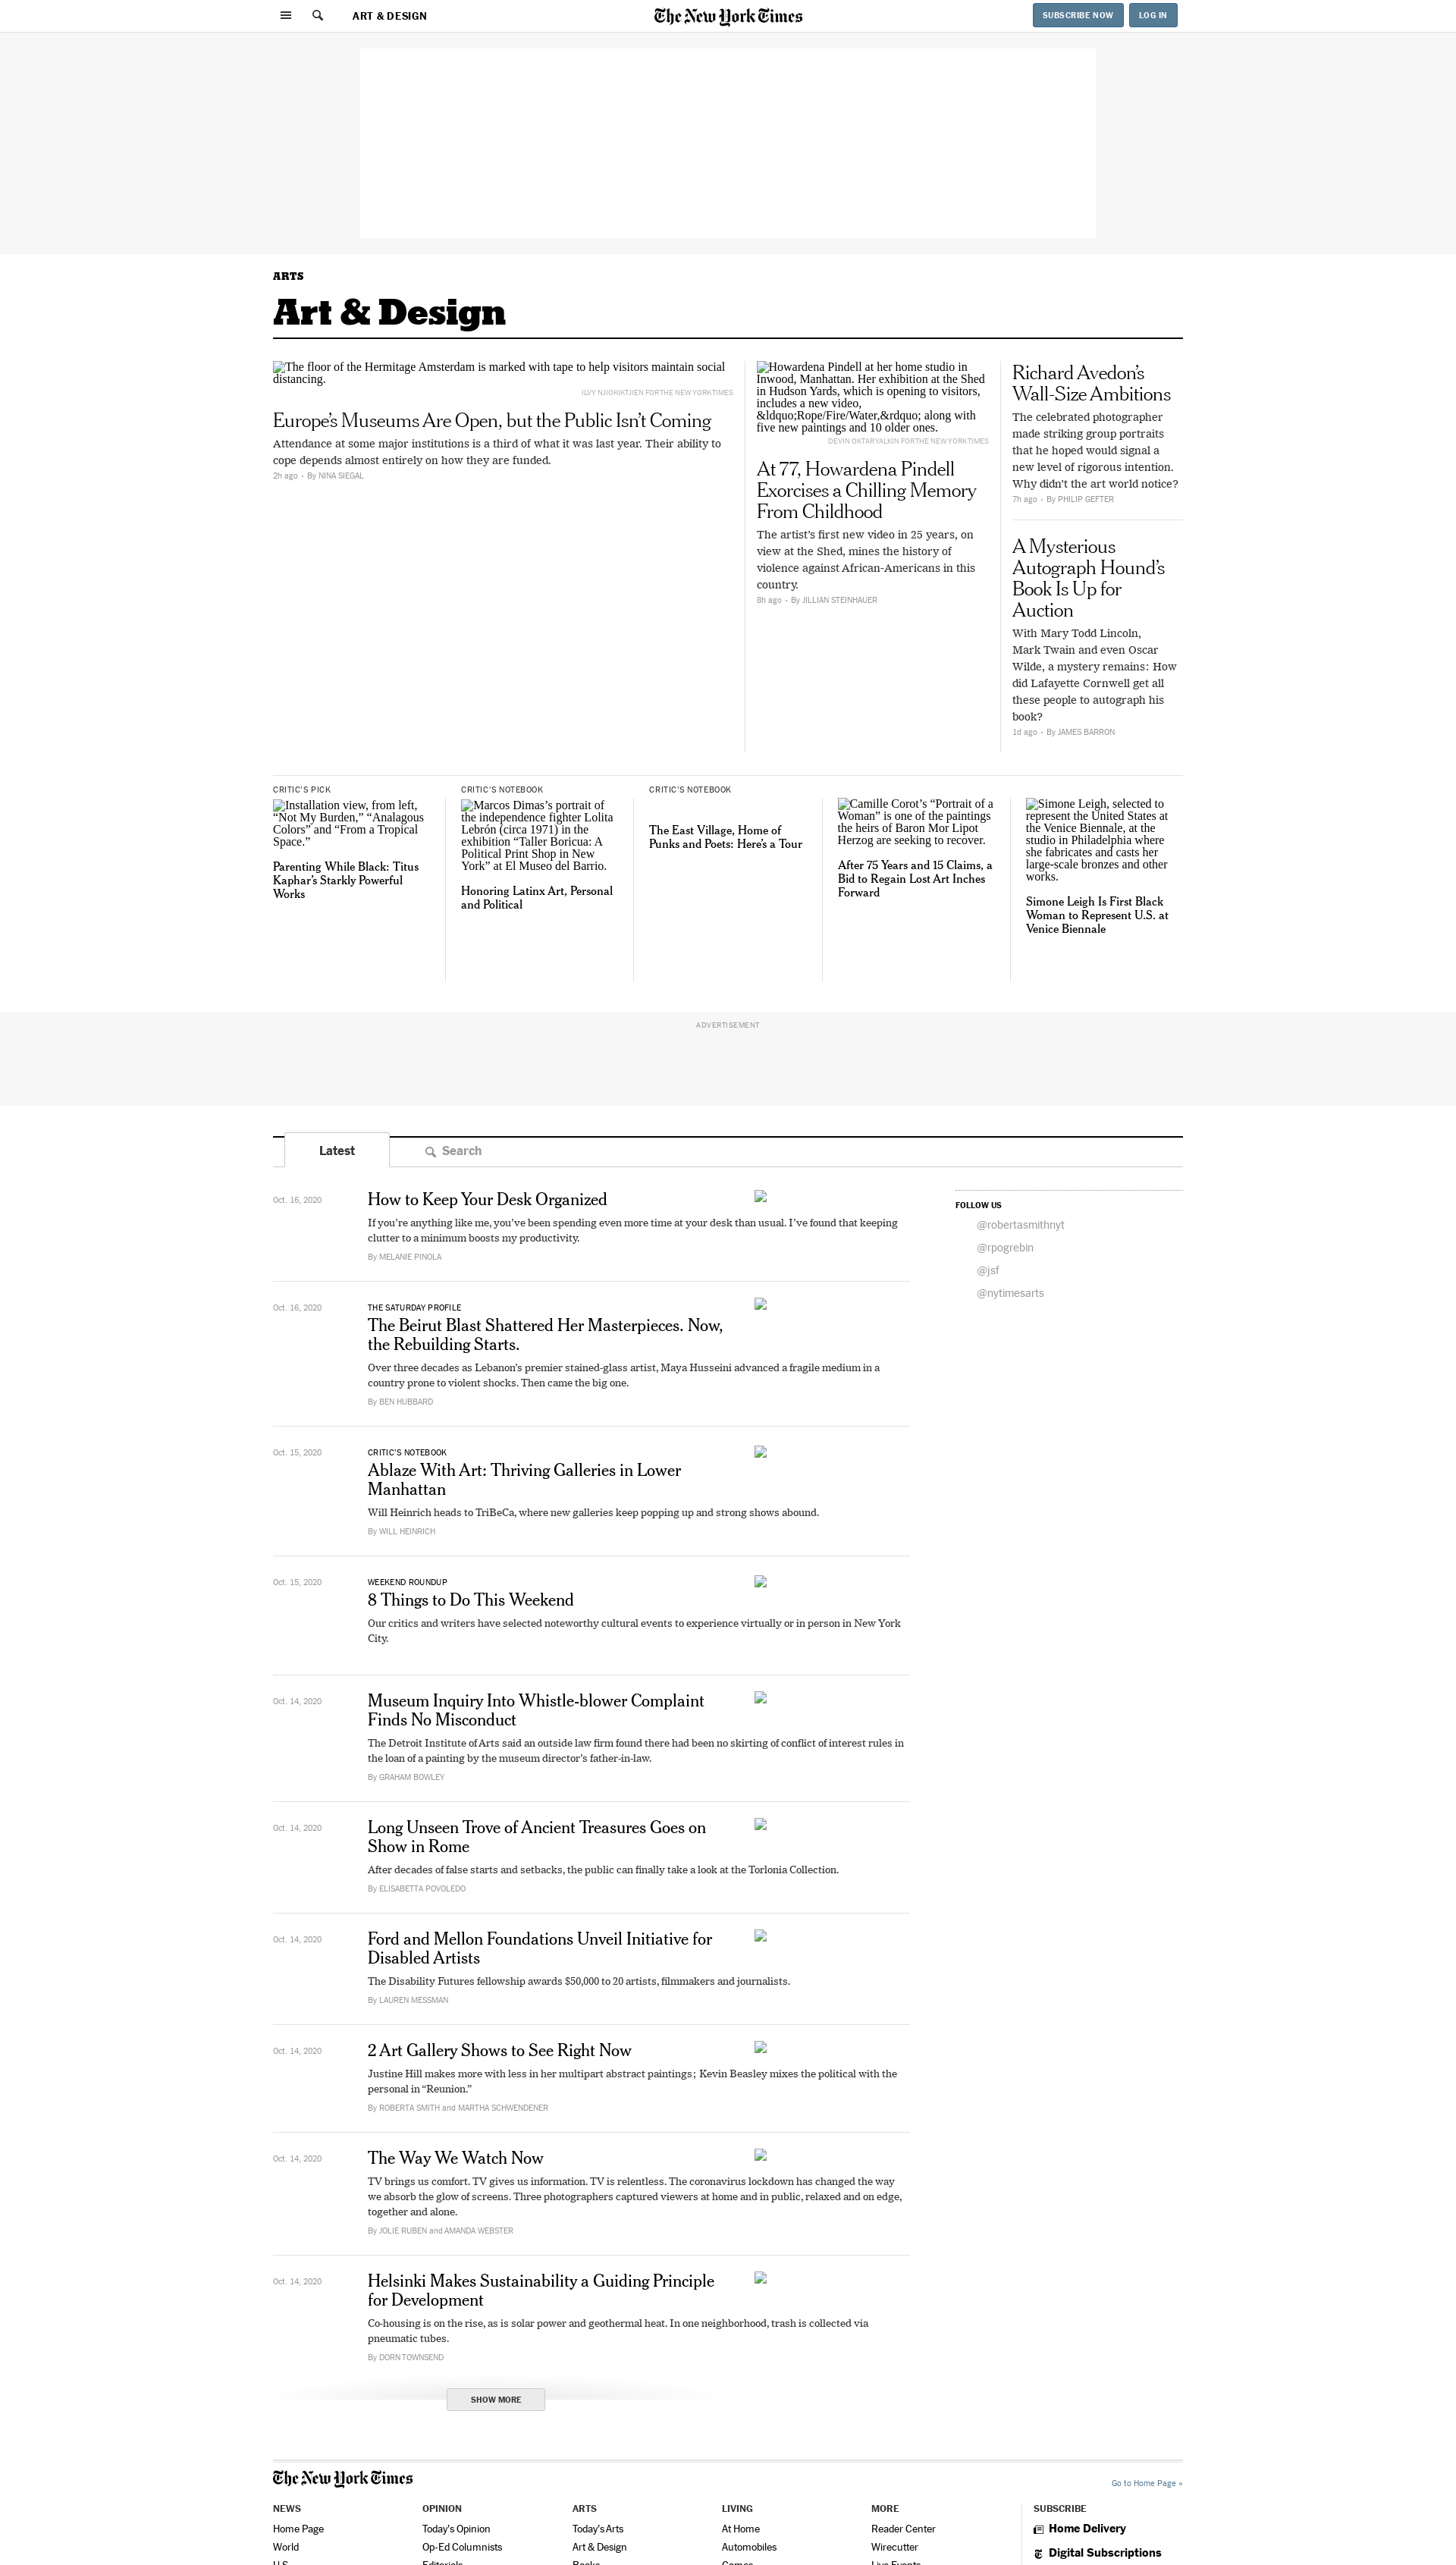 ART & DESIGN
The New York Times
SUBSCRIBE NOW
LOG IN
ARTS
Art & Design
The floor of the Hermitage Amsterdam is marked with tape to help visitors maintain social
distancing.
ILVY NJIOKIKTJIEN FOR THE NEW YORK TIMES
Europe’s Museums Are Open, but the Public Isn’t Coming
Attendance at some major institutions is a third of what it was last year. Their ability to
cope depends almost entirely on how they are funded.
2h ago • By NINA SIEGAL
Howardena Pindell at her home studio in
Inwood, Manhattan. Her exhibition at the Shed
in Hudson Yards, which is opening to visitors,
includes a new video,
&ldquo;Rope/Fire/Water,&rdquo; along with
five new paintings and 10 older ones.
DEVIN OKTAR YALKIN FOR THE NEW YORK TIMES
At 77, Howardena Pindell
Exorcises a Chilling Memory
From Childhood
The artist’s first new video in 25 years, on
view at the Shed, mines the history of
violence against African-Americans in this
country.
8h ago • By JILLIAN STEINHAUER
Richard Avedon’s
Wall-Size Ambitions
The celebrated photographer
made striking group portraits
that he hoped would signal a
new level of rigorous intention.
Why didn’t the art world notice?
7h ago • By PHILIP GEFTER
A Mysterious
Autograph Hound’s
Book Is Up for
Auction
With Mary Todd Lincoln,
Mark Twain and even Oscar
Wilde, a mystery remains: How
did Lafayette Cornwell get all
these people to autograph his
book?
1d ago • By JAMES BARRON
CRITIC’S PICK
Installation view, from left,
“Not My Burden,” “Analagous
Colors” and “From a Tropical
Space.”
Parenting While Black: Titus
Kaphar’s Starkly Powerful
Works
CRITIC’S NOTEBOOK
Marcos Dimas’s portrait of
the independence fighter Lolita
Lebrón (circa 1971) in the
exhibition “Taller Boricua: A
Political Print Shop in New
York” at El Museo del Barrio.
Honoring Latinx Art, Personal
and Political
CRITIC’S NOTEBOOK
The East Village, Home of
Punks and Poets: Here’s a Tour
Camille Corot’s “Portrait of a
Woman” is one of the paintings
the heirs of Baron Mor Lipot
Herzog are seeking to recover.
After 75 Years and 15 Claims, a
Bid to Regain Lost Art Inches
Forward
Simone Leigh, selected to
represent the United States at
the Venice Biennale, at the
studio in Philadelphia where
she fabricates and casts her
large-scale bronzes and other
works.
Simone Leigh Is First Black
Woman to Represent U.S. at
Venice Biennale
ADVERTISEMENT
Latest
Search
Oct. 16, 2020
How to Keep Your Desk Organized
If you’re anything like me, you’ve been spending even more time at your desk than usual. I’ve found that keeping
clutter to a minimum boosts my productivity.
By MELANIE PINOLA
FOLLOW US
@robertasmithnyt
@rpogrebin
@jsf
@nytimesarts
Oct. 16, 2020
THE SATURDAY PROFILE
The Beirut Blast Shattered Her Masterpieces. Now,
the Rebuilding Starts.
Over three decades as Lebanon’s premier stained-glass artist, Maya Husseini advanced a fragile medium in a
country prone to violent shocks. Then came the big one.
By BEN HUBBARD
Oct. 15, 2020
CRITIC’S NOTEBOOK
Ablaze With Art: Thriving Galleries in Lower
Manhattan
Will Heinrich heads to TriBeCa, where new galleries keep popping up and strong shows abound.
By WILL HEINRICH
Oct. 15, 2020
WEEKEND ROUNDUP
8 Things to Do This Weekend
Our critics and writers have selected noteworthy cultural events to experience virtually or in person in New York
City.
Oct. 14, 2020
Museum Inquiry Into Whistle-blower Complaint
Finds No Misconduct
The Detroit Institute of Arts said an outside law firm found there had been no skirting of conflict of interest rules in
the loan of a painting by the museum director’s father-in-law.
By GRAHAM BOWLEY
Oct. 14, 2020
Long Unseen Trove of Ancient Treasures Goes on
Show in Rome
After decades of false starts and setbacks, the public can finally take a look at the Torlonia Collection.
By ELISABETTA POVOLEDO
Oct. 14, 2020
Ford and Mellon Foundations Unveil Initiative for
Disabled Artists
The Disability Futures fellowship awards $50,000 to 20 artists, filmmakers and journalists.
By LAUREN MESSMAN
Oct. 14, 2020
2 Art Gallery Shows to See Right Now
Justine Hill makes more with less in her multipart abstract paintings; Kevin Beasley mixes the political with the
personal in “Reunion.”
By ROBERTA SMITH and MARTHA SCHWENDENER
Oct. 14, 2020
The Way We Watch Now
TV brings us comfort. TV gives us information. TV is relentless. The coronavirus lockdown has changed the way
we absorb the glow of screens. Three photographers captured viewers at home and in public, relaxed and on edge,
together and alone.
By JOLIE RUBEN and AMANDA WEBSTER
Oct. 14, 2020
Helsinki Makes Sustainability a Guiding Principle
for Development
Co-housing is on the rise, as is solar power and geothermal heat. In one neighborhood, trash is collected via
pneumatic tubes.
By DORN TOWNSEND
SHOW MORE
The New York Times
Go to Home Page »
NEWS
Home Page
World
U.S.
OPINION
Today's Opinion
Op-Ed Columnists
Editorials
ARTS
Today's Arts
Art & Design
Books
LIVING
At Home
Automobiles
Games
MORE
Reader Center
Wirecutter
Live Events
SUBSCRIBE
Home Delivery
Digital Subscriptions